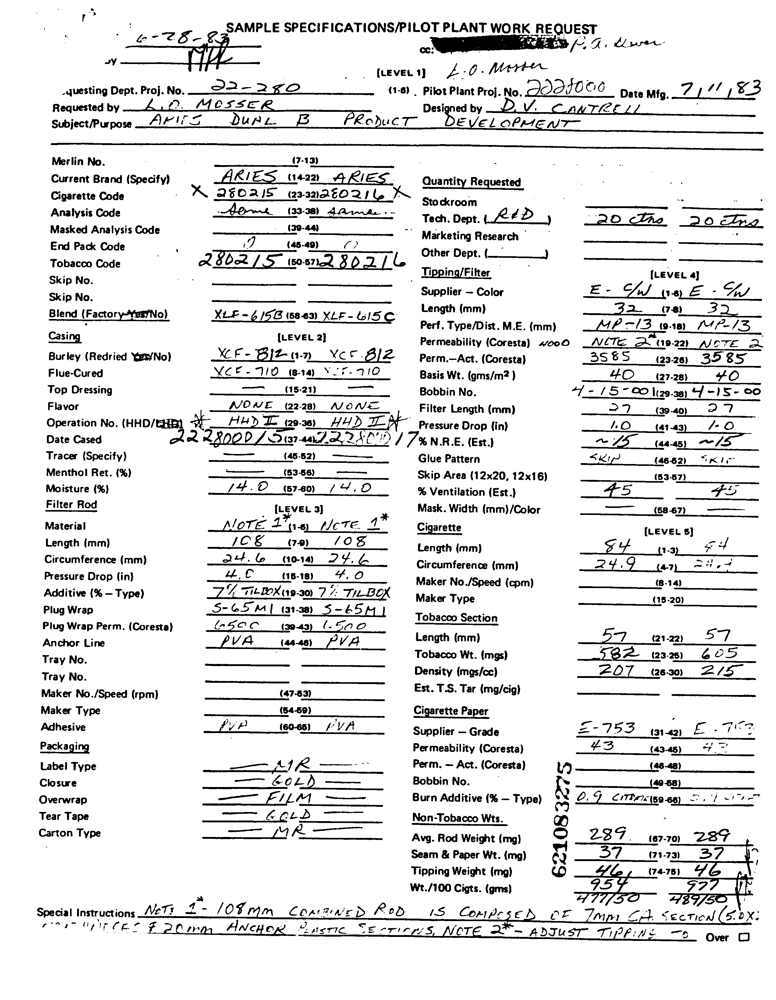 6-28-83 SAMPLE SPECIFICATIONS/PILOT PLANT WORK REQUEST
cc:
[LEVEL 1] L.O. Mosser
questing Dept. Proj. No. 22-280 (1-6) Pilot Plant Proj. No. 2228000 Date Mfg. 7/11/83
Requested by L.O. MOSSER Designed by D.V. CANTRELL
Subject/Purpose ARIES DUAL B PRODUCT DEVELOPMENT
Merlin No. (7-13)
Current Brand (Specify) ARIES (14-22) ARIES
Cigarette Code X 280215 (23-32) 280216 X
Analysis Code Same (33-38) same
Masked Analysis Code (39-44)
End Pack Code () (45-49) ()
Tobacco Code 280215 (50-57) 280216
Skip No.
Skip No.
Blend (Factory Yes/No) XLF-615B (58-63) XLF-615C
Casing [LEVEL 2]
Burley (Redried Yes/No) YCF-B12 (1-7) YCF-B12
Flue-Cured YCF-710 (8-14) YCF-710
Top Dressing — (15-21) —
Flavor NONE (22-28) NONE
Operation No. (HHD/LHD) * HHD II (29-36) HHD II *
Date Cased 222800015 (37-44) 222800017
Tracer (Specify) — (45-52) —
Menthol Ret. (%) — (53-56) —
Moisture (%) 14.0 (57-60) 14.0
Filter Rod [LEVEL 3]
Material NOTE 1* (1-6) NOTE 1*
Length (mm) 108 (7-9) 108
Circumference (mm) 24.6 (10-14) 24.6
Pressure Drop (in) 4.0 (15-18) 4.0
Additive (% – Type) 7% TILBOX (19-30) 7% TILBOX
Plug Wrap S-65M1 (31-38) S-65M1
Plug Wrap Perm. (Coresta) 6500 (39-43) 6500
Anchor Line PVA (44-46) PVA
Tray No.
Tray No.
Maker No./Speed (rpm) (47-53)
Maker Type (54-59)
Adhesive PVA (60-65) PVA
Packaging
Label Type — MR —
Closure — GOLD —
Overwrap — FILM —
Tear Tape — GOLD —
Carton Type — MR —
Quantity Requested
Stockroom
Tech. Dept. (R&D) 20 ctns 20 ctns
Marketing Research
Other Dept. ( )
Tipping/Filter [LEVEL 4]
Supplier – Color E - C/W (1-6) E - C/W
Length (mm) 32 (7-8) 32
Perf. Type/Dist. M.E. (mm) MP-13 (9-18) MP-13
Permeability (Coresta) NOTE 2* (19-22) NOTE 2
Perm.–Act. (Coresta) 3585 (23-26) 3585
Basis Wt. (gms/m²) 40 (27-28) 40
Bobbin No. 4-15-001 (29-38) 4-15-00
Filter Length (mm) 27 (39-40) 27
Pressure Drop (in) 1.0 (41-43) 1.0
% N.R.E. (Est.) ~15 (44-45) ~15
Glue Pattern SKIP (46-52) SKIP
Skip Area (12x20, 12x16) (53-57)
% Ventilation (Est.) 45 45
Mask. Width (mm)/Color — (58-67) —
Cigarette [LEVEL 5]
Length (mm) 84 (1-3) 84
Circumference (mm) 24.9 (4-7) 24.9
Maker No./Speed (cpm) (8-14)
Maker Type (15-20)
Tobacco Section
Length (mm) 57 (21-22) 57
Tobacco Wt. (mgs) 582 (23-25) 605
Density (mgs/cc) 207 (26-30) 215
Est. T.S. Tar (mg/cig)
Cigarette Paper
Supplier – Grade E-753 (31-42) E-753
Permeability (Coresta) 43 (43-45) 43
Perm. – Act. (Coresta) (46-48)
Bobbin No. (49-58)
Burn Additive (% – Type) 0.9 CITRATE (59-66)
Non-Tobacco Wts.
Avg. Rod Weight (mg) 289 (67-70) 289
Seam & Paper Wt. (mg) 37 (71-73) 37
Tipping Weight (mg) 46 (74-75) 46
Wt./100 Cigts. (gms) 954 977
477/50 489/50
621083275
Special Instructions NOTE 1* - 108MM COMBINED ROD IS COMPOSED OF 7MM CA SECTION (5.0X
& 20MM ANCHOR PLASTIC SECTIONS. NOTE 2* - ADJUST TIPPING TO Over □